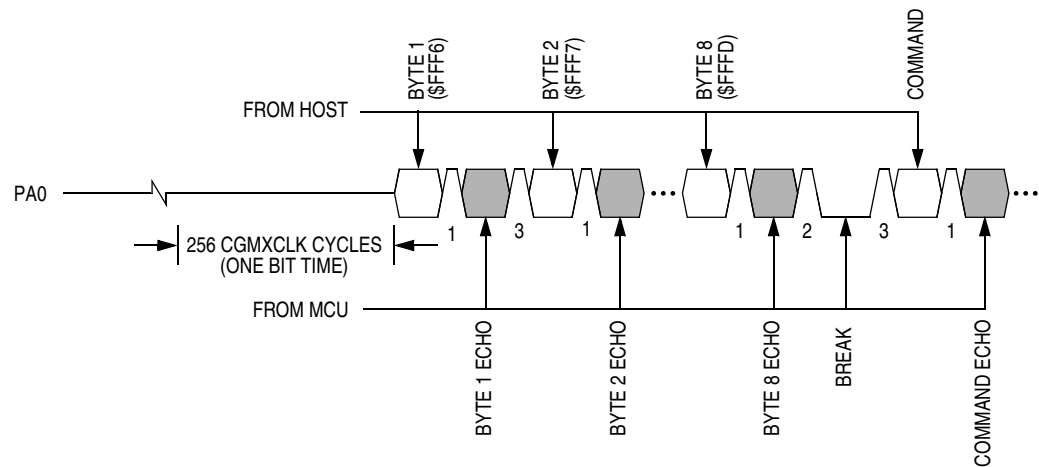 BYTE 1
($FFF6)
BYTE 2
($FFF7)
BYTE 8
($FFFD)
COMMAND
FROM HOST
PA0
1
3
1
1
2
3
1
256 CGMXCLK CYCLES
(ONE BIT TIME)
FROM MCU
BYTE 1 ECHO
BYTE 2 ECHO
BYTE 8 ECHO
BREAK
COMMAND ECHO